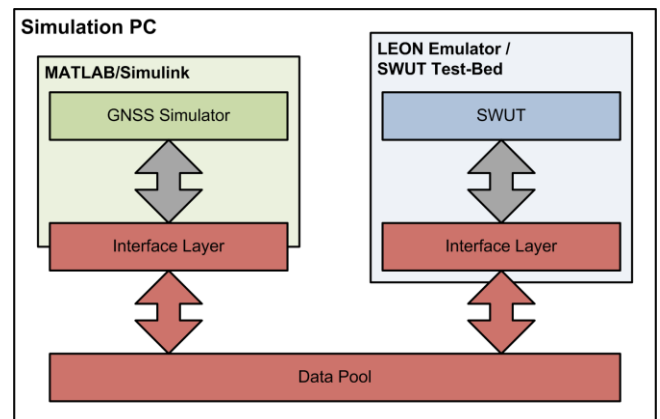 Simulation PC
MATLAB/Simulink
GNSS Simulator
Interface Layer
LEON Emulator /
SWUT Test-Bed
SWUT
Interface Layer
Data Pool